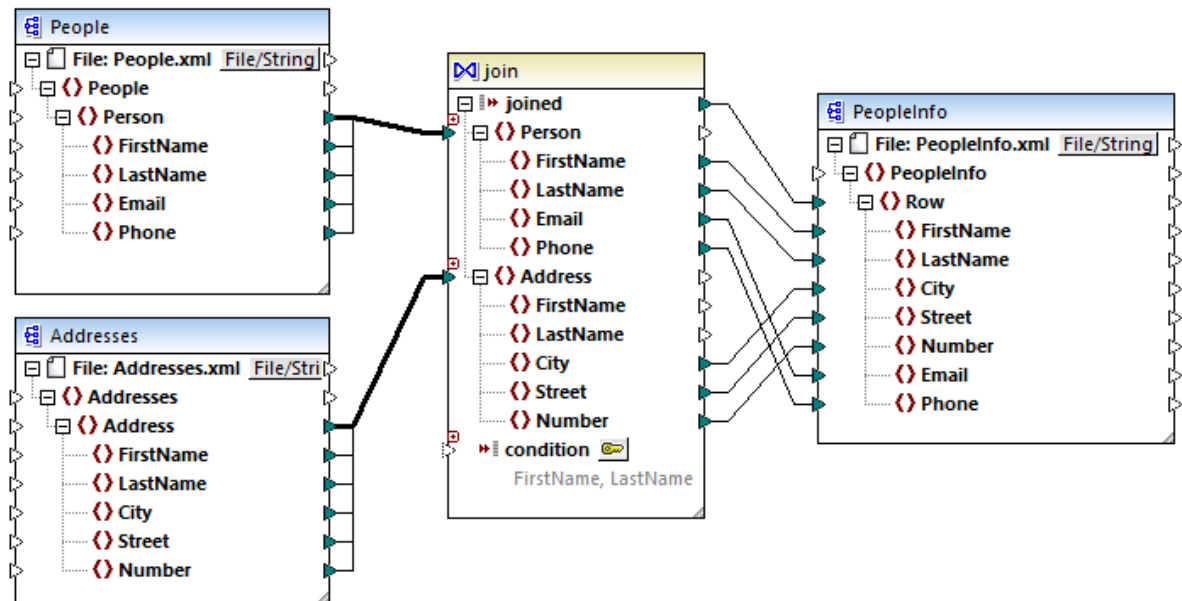 People
File: People.xml File/String
People
Person
FirstName
LastName
Email
Phone
Addresses
File: Addresses.xml File/Stri
Addresses
Address
FirstName
LastName
City
Street
Number
join
joined
Person
FirstName
LastName
Email
Phone
Address
FirstName
LastName
City
Street
Number
condition
FirstName, LastName
PeopleInfo
File: PeopleInfo.xml File/String
PeopleInfo
Row
FirstName
LastName
City
Street
Number
Email
Phone